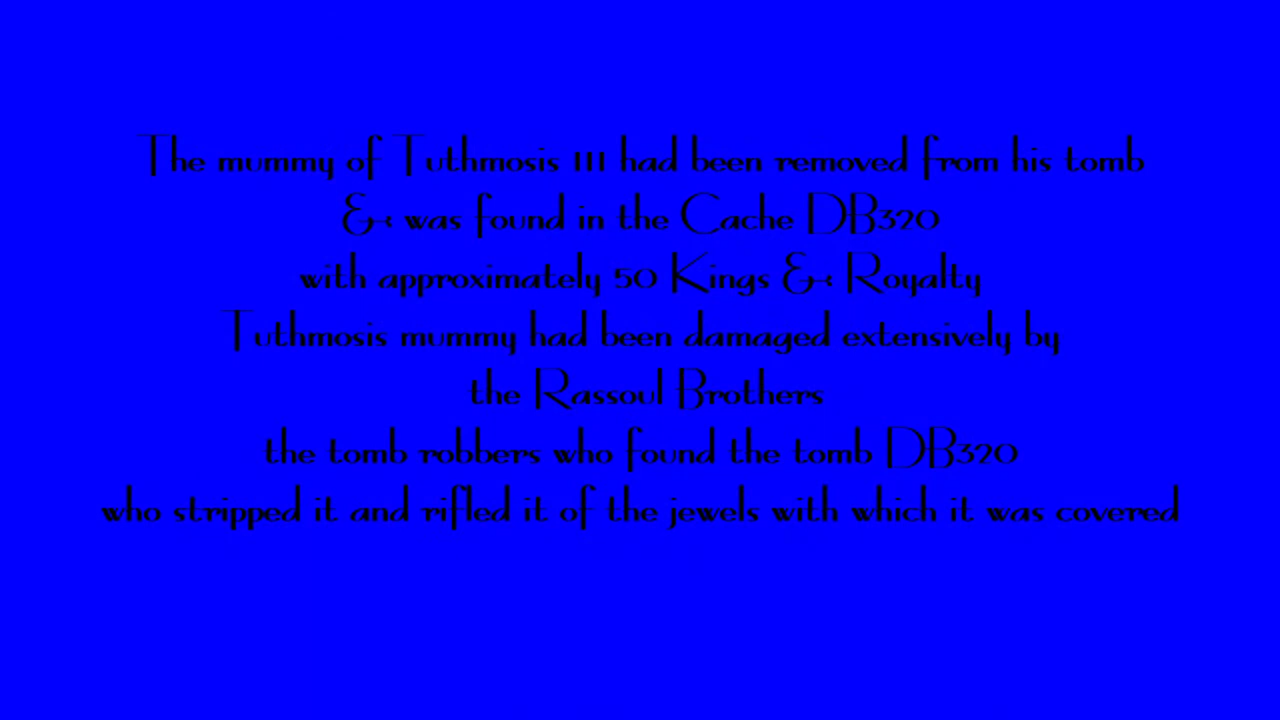 The mummy of Tuthmosis III had been removed from his tomb
& was found in the Cache DB320
with approximately 50 Kings & Royalty
Tuthmosis mummy had been damaged extensively by
the Rassoul Brothers
the tomb robbers who found the tomb DB320
who stripped it and rifled it of the jewels with which it was covered